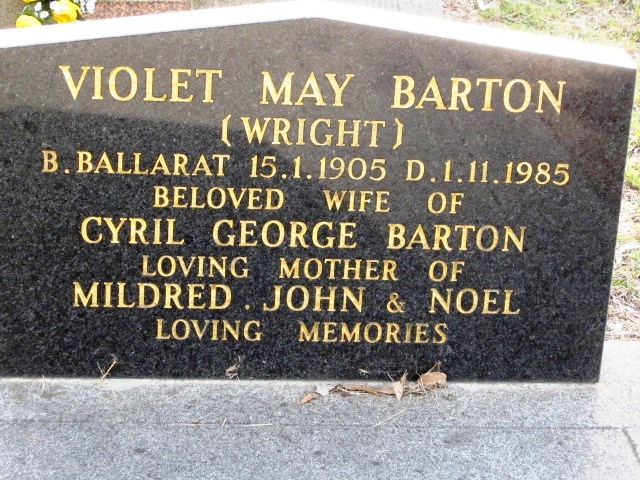 VIOLET MAY BARTON
(WRIGHT)
B. BALLARAT 15.1.1905 D.1.11.1985
BELOVED WIFE OF
CYRIL GEORGE BARTON
LOVING MOTHER OF
MILDRED. JOHN & NOEL
LOVING MEMORIES